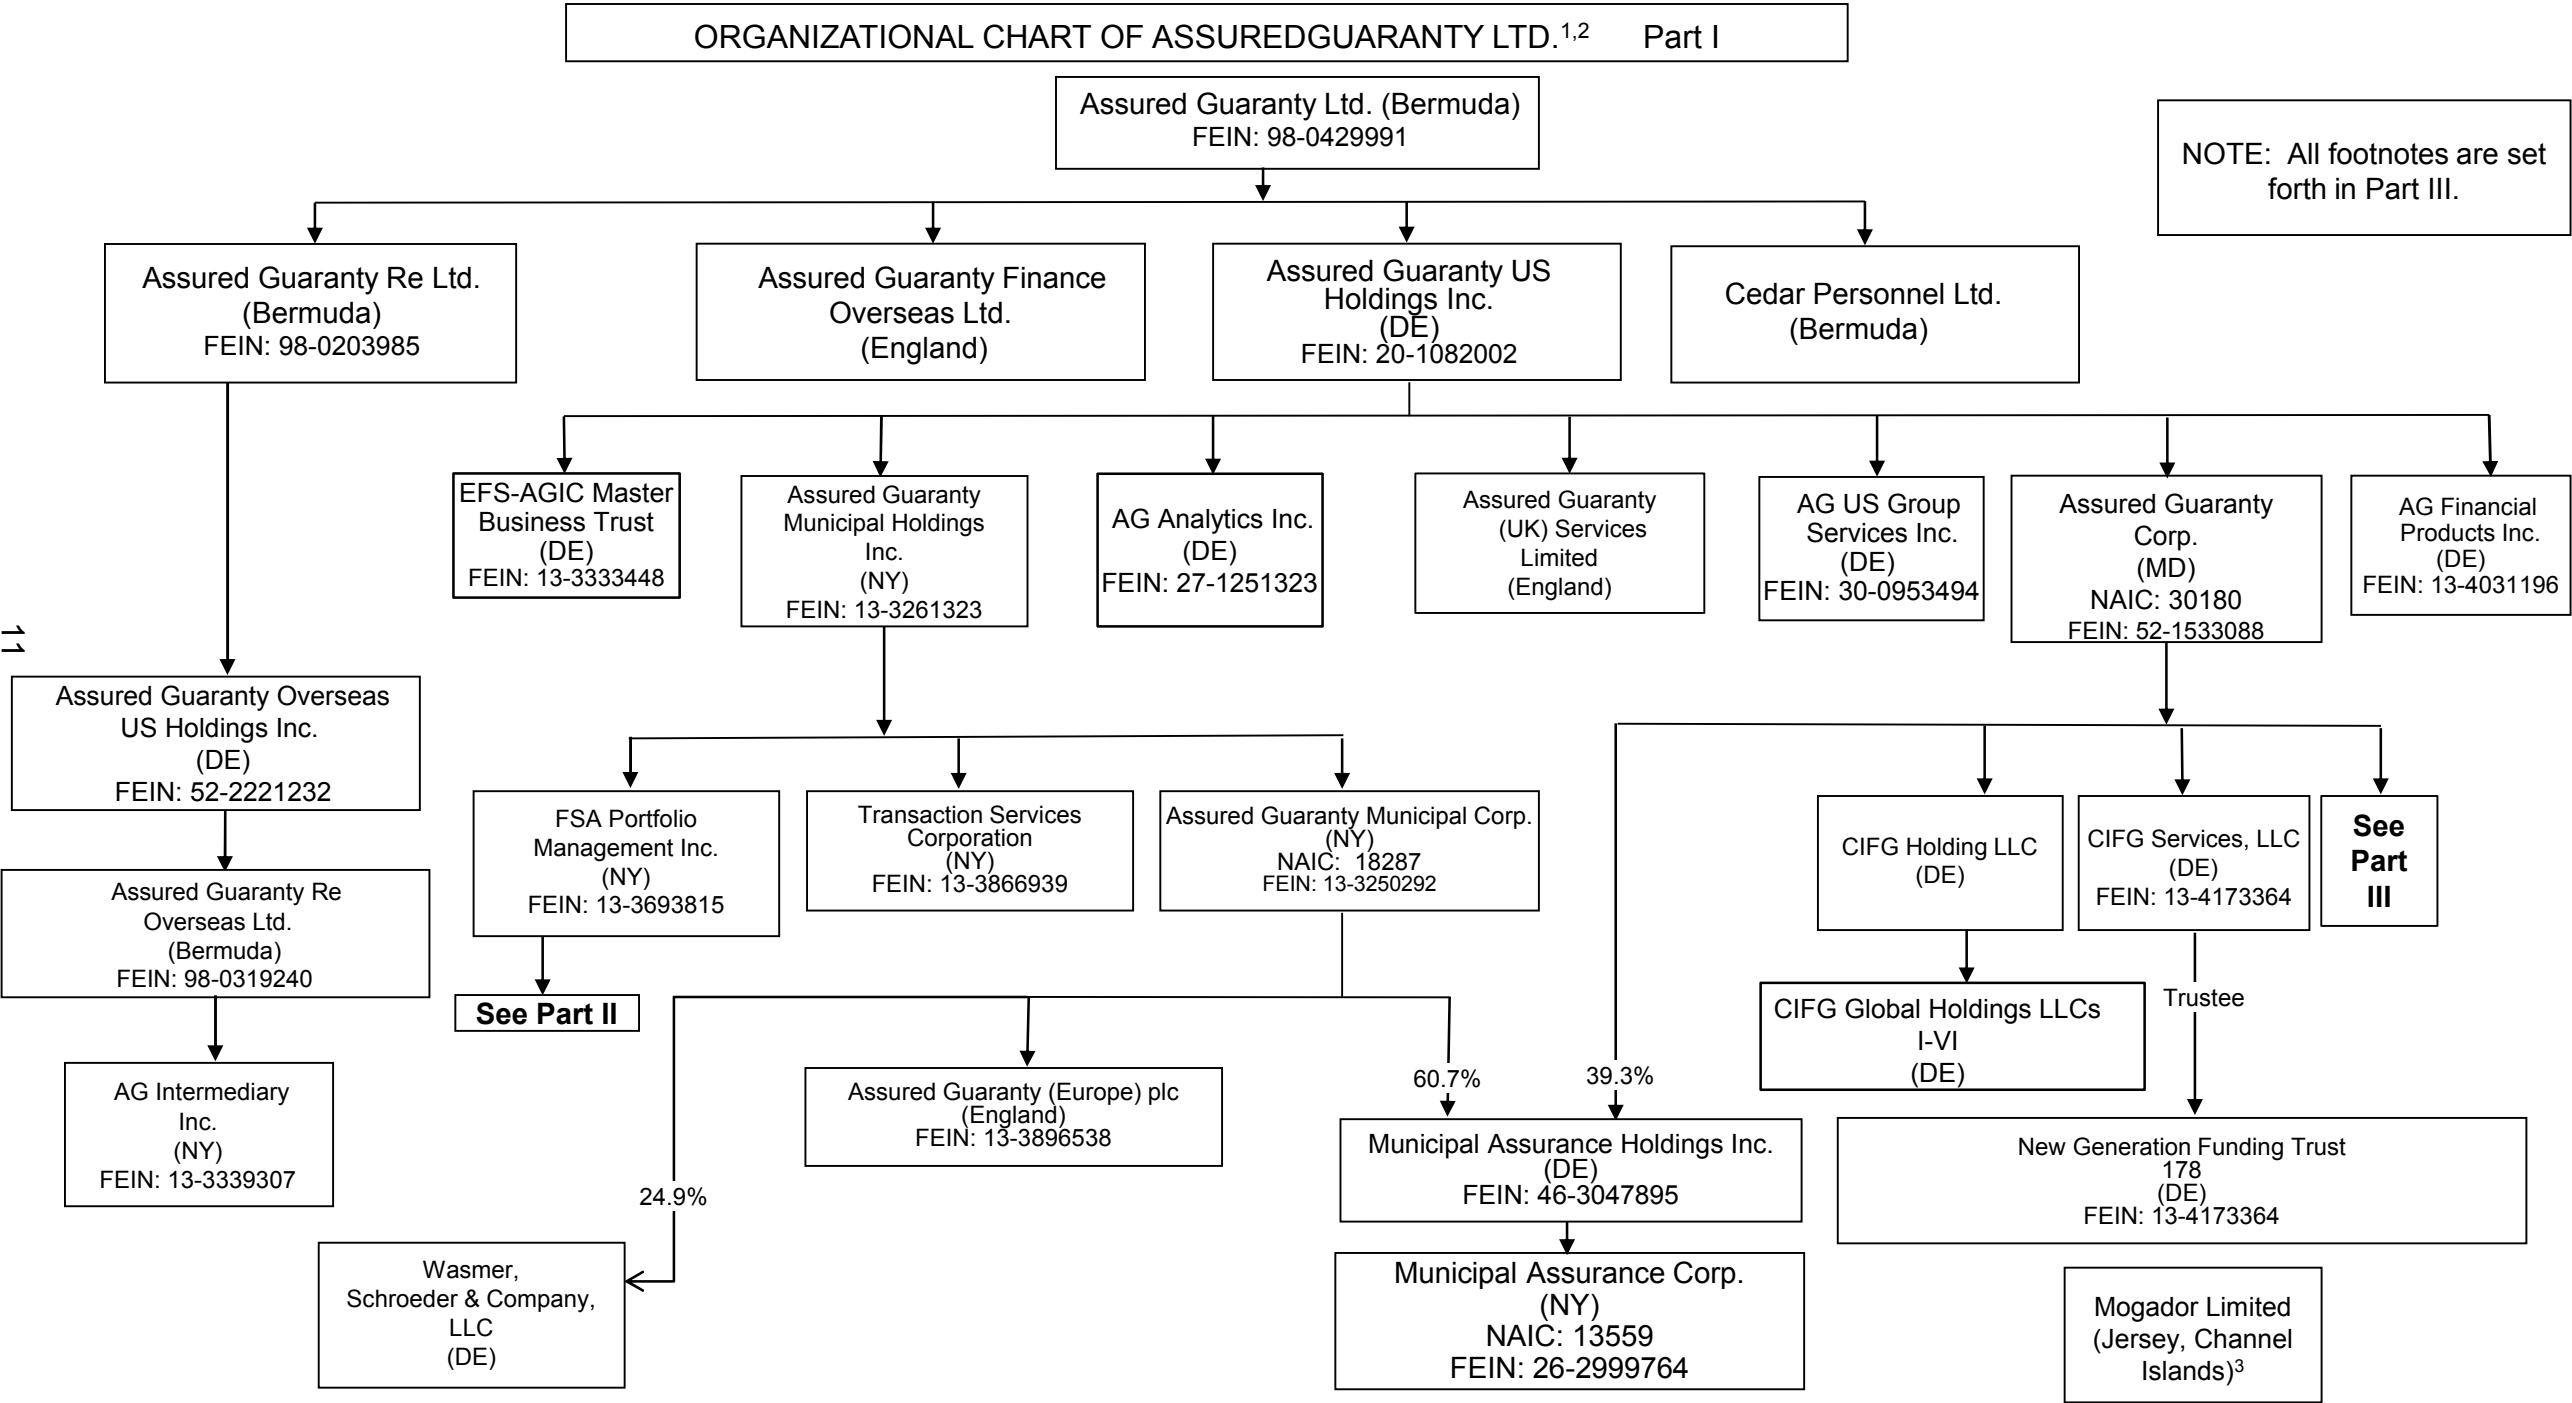 ORGANIZATIONAL CHART OF ASSUREDGUARANTY LTD.1,2 Part I
Assured Guaranty Ltd. (Bermuda)
FEIN: 98-0429991
NOTE: All footnotes are set
forth in Part III.
Assured Guaranty Re Ltd.
(Bermuda)
FEIN: 98-0203985
Assured Guaranty Finance
Overseas Ltd.
(England)
Assured Guaranty US
Holdings Inc.
(DE)
FEIN: 20-1082002
Cedar Personnel Ltd.
(Bermuda)
EFS-AGIC Master
Business Trust
(DE)
FEIN: 13-3333448
Assured Guaranty
Municipal Holdings
Inc.
(NY)
FEIN: 13-3261323
AG Analytics Inc.
(DE)
FEIN: 27-1251323
Assured Guaranty
(UK) Services
Limited
(England)
AG US Group
Services Inc.
(DE)
FEIN: 30-0953494
Assured Guaranty
Corp.
(MD)
NAIC: 30180
FEIN: 52-1533088
AG Financial
Products Inc.
(DE)
FEIN: 13-4031196
11
Assured Guaranty Overseas
US Holdings Inc.
(DE)
FEIN: 52-2221232
FSA Portfolio
Management Inc.
(NY)
FEIN: 13-3693815
Transaction Services
Corporation
(NY)
FEIN: 13-3866939
Assured Guaranty Municipal Corp.
(NY)
NAIC: 18287
FEIN: 13-3250292
CIFG Holding LLC
(DE)
CIFG Services, LLC
(DE)
FEIN: 13-4173364
See
Part
III
Assured Guaranty Re
Overseas Ltd.
(Bermuda)
FEIN: 98-0319240
See Part II
CIFG Global Holdings LLCs
I-VI
(DE)
Trustee
AG Intermediary
Inc.
(NY)
FEIN: 13-3339307
Assured Guaranty (Europe) plc
(England)
FEIN: 13-3896538
60.7%
39.3%
Municipal Assurance Holdings Inc.
(DE)
FEIN: 46-3047895
New Generation Funding Trust
178
(DE)
FEIN: 13-4173364
24.9%
Wasmer,
Schroeder & Company,
LLC
(DE)
Municipal Assurance Corp.
(NY)
NAIC: 13559
FEIN: 26-2999764
Mogador Limited
(Jersey, Channel
Islands)3